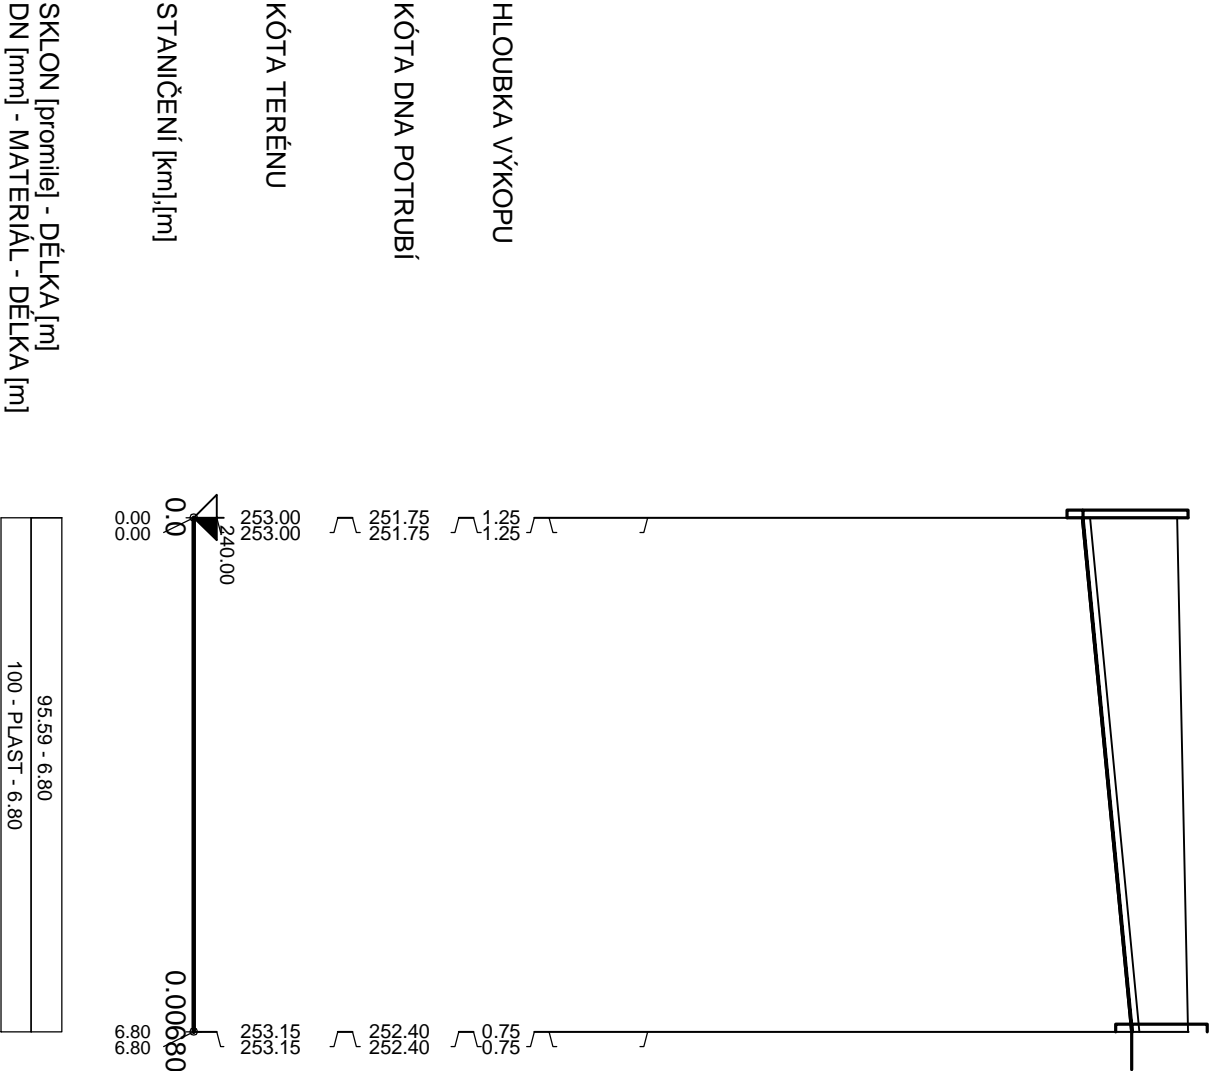 HLOUBKA VÝKOPU
KÓTA DNA POTRUBÍ
KÓTA TERÉNU
STANIČENÍ [km],[m]
SKLON [promile] - DÉLKA [m]
DN [mm] - MATERIÁL - DÉLKA [m]
0.00
0.00
0.0
240.00
253.00
253.00
251.75
251.75
1.25
1.25
6.80
6.80
0.00680
253.15
253.15
252.40
252.40
0.75
0.75
95.59 - 6.80
100 - PLAST - 6.80